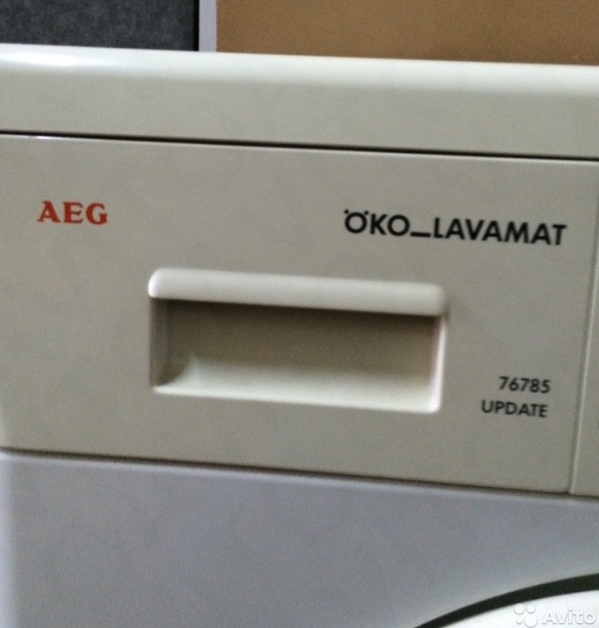 AEG
ÖKO_LAVAMAT
76785
UPDATE
Avito